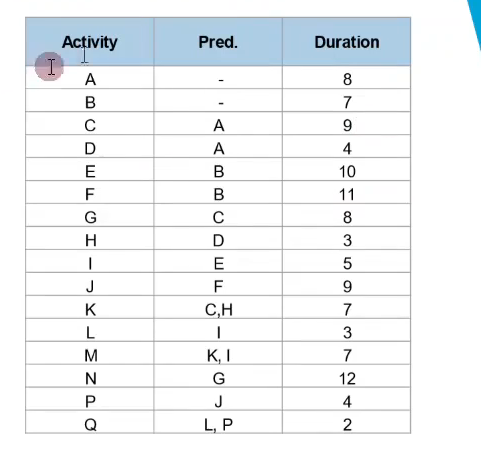 Activity Pred. Duration
A - 8
B - 7
C A 9
D A 4
E B 10
F B 11
G C 8
H D 3
I E 5
J F 9
K C,H 7
L I 3
M K, I 7
N G 12
P J 4
Q L, P 2